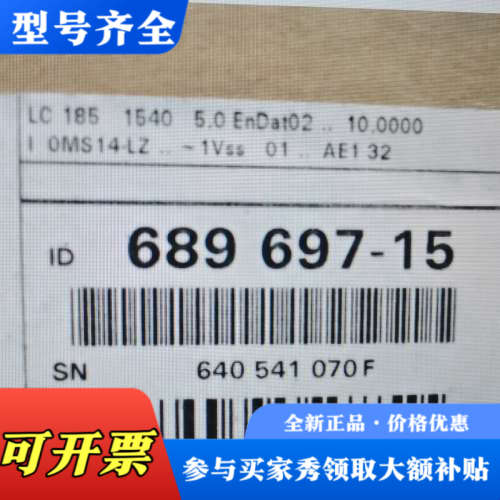 型号齐全
LC 185 1540 5.0 EnDat02 .. 10.0000
I 0MS14-LZ .. ~1Vss 01 .. AE1 32
ID 689 697-15
SN 640 541 070 F
全新正品·价格优惠
可开票
参与买家秀领取大额补贴